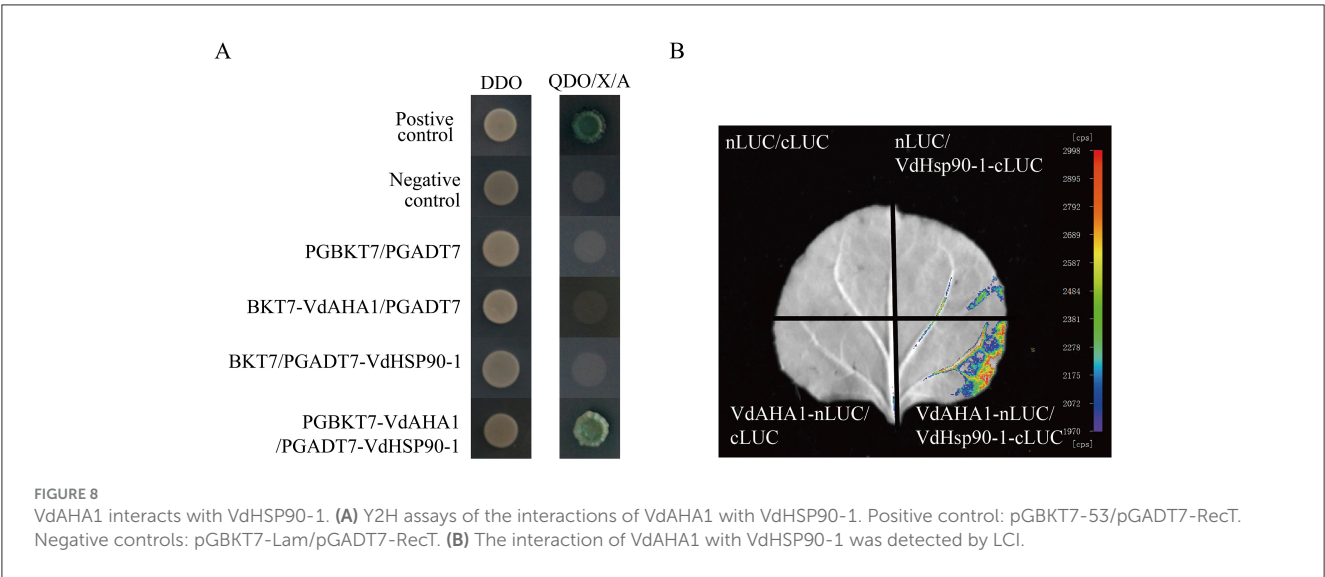 A
DDO QDO/X/A
Postive
control
Negative
control
PGBKT7/PGADT7
BKT7-VdAHA1/PGADT7
BKT7/PGADT7-VdHSP90-1
PGBKT7-VdAHA1
/PGADT7-VdHSP90-1
B
nLUC/cLUC
nLUC/
VdHsp90-1-cLUC
VdAHA1-nLUC/
cLUC
VdAHA1-nLUC/
VdHsp90-1-cLUC
[cps]
2998
2895
2792
2689
2587
2484
2381
2278
2175
2072
1970
[cps]
FIGURE 8
VdAHA1 interacts with VdHSP90-1. (A) Y2H assays of the interactions of VdAHA1 with VdHSP90-1. Positive control: pGBKT7-53/pGADT7-RecT.
Negative controls: pGBKT7-Lam/pGADT7-RecT. (B) The interaction of VdAHA1 with VdHSP90-1 was detected by LCI.